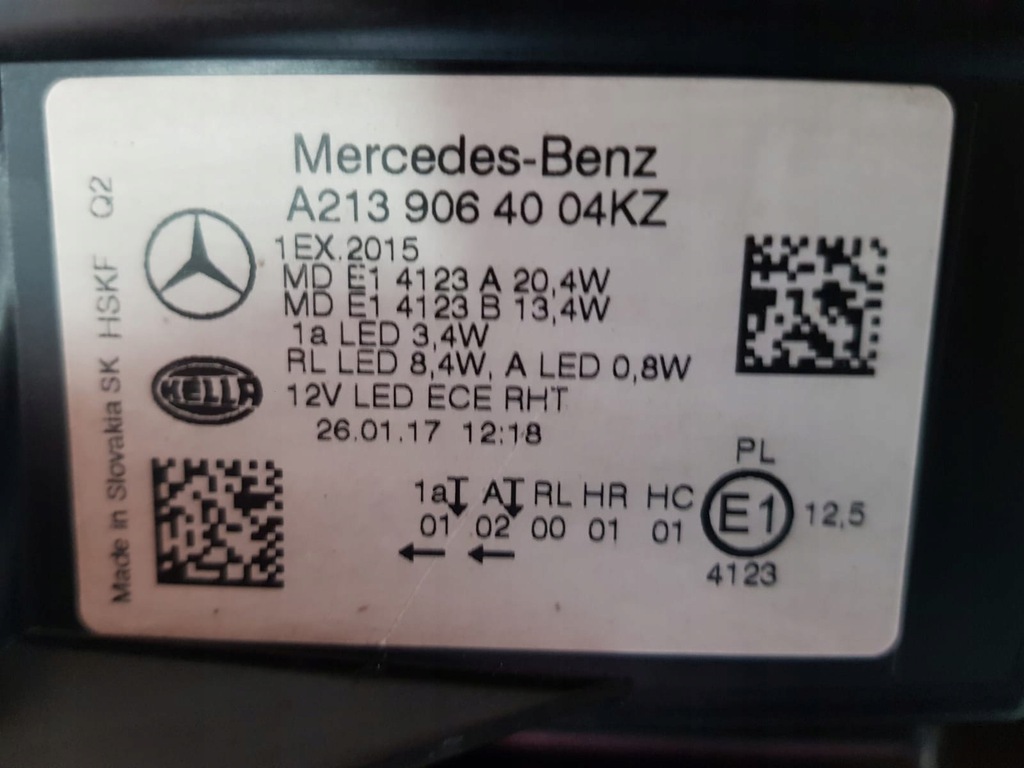 Mercedes-Benz
A213 906 40 04KZ
1EX.2015
MD E1 4123 A 20,4W
MD E1 4123 B 13,4W
1a LED 3,4W
RL LED 8,4W, A LED 0,8W
12V LED ECE RHT
26.01.17 12:18
HELLA
Made in Slovakia SK HSKF Q2
PL
1a A RL HR HC
01 02 00 01 01
E1 12,5
4123